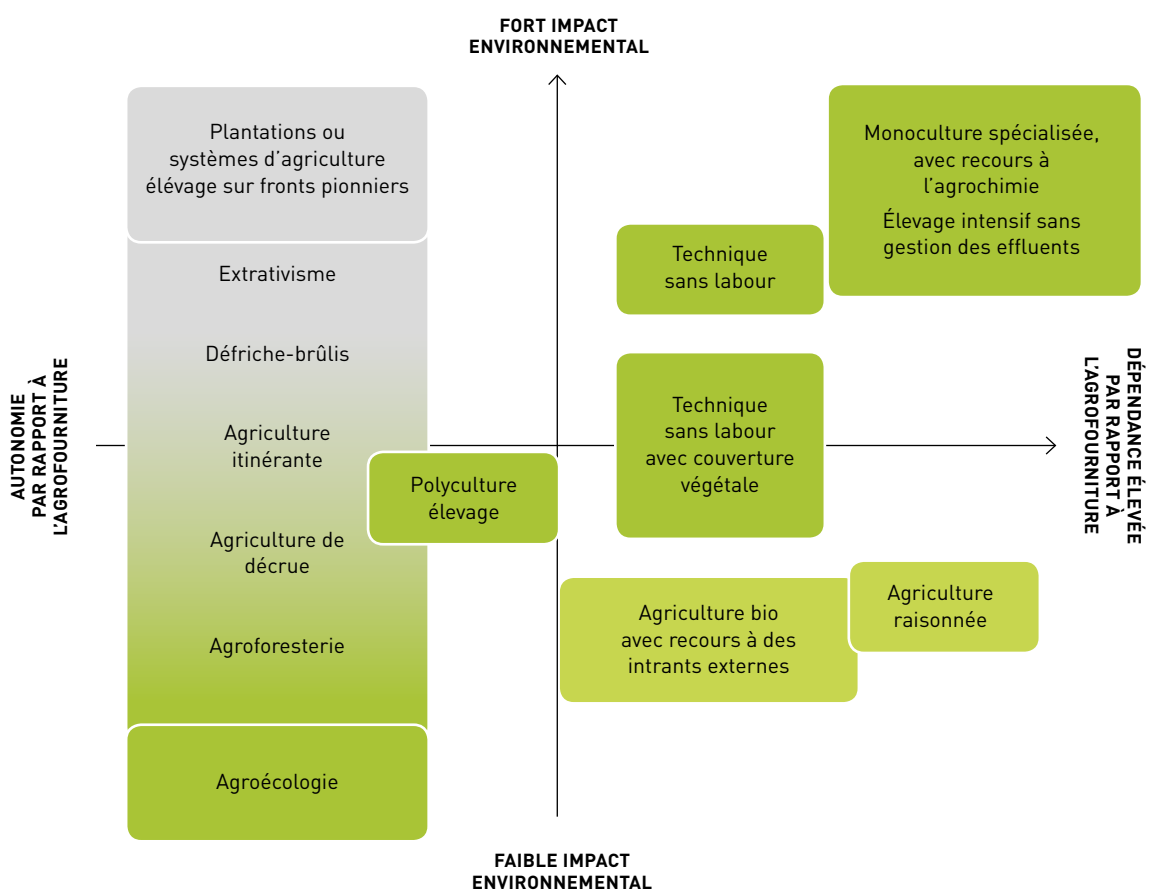 FORT IMPACT
ENVIRONNEMENTAL
Plantations ou
systèmes d'agriculture
élévage sur fronts pionniers
Extrativisme
Défriche-brûlis
Agriculture
itinérante
Agriculture de
décrue
Agroforesterie
Agroécologie
Polyculture
élevage
Monoculture spécialisée,
avec recours à
l'agrochimie
Élevage intensif sans
gestion des effluents
Technique
sans labour
Technique
sans labour
avec couverture
végétale
Agriculture bio
avec recours à des
intrants externes
Agriculture
raisonnée
AUTONOMIE
PAR RAPPORT À
L'AGROFOURNITURE
DÉPENDANCE ÉLEVÉE
PAR RAPPORT À
L'AGROFOURNITURE
FAIBLE IMPACT
ENVIRONNEMENTAL